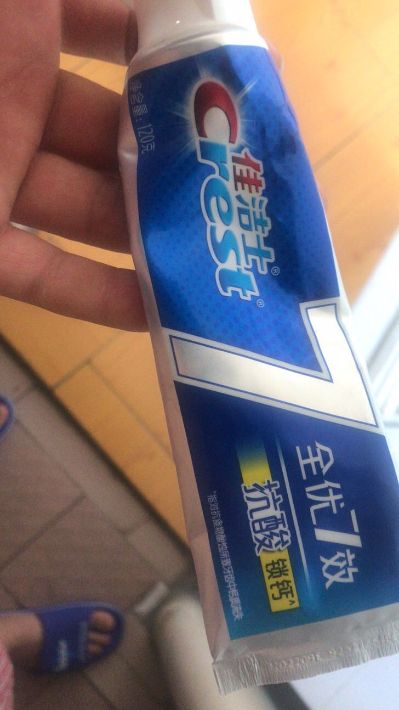 净含量:120克
佳洁士®
Crest®
7
全优7效
抗酸 锁钙^